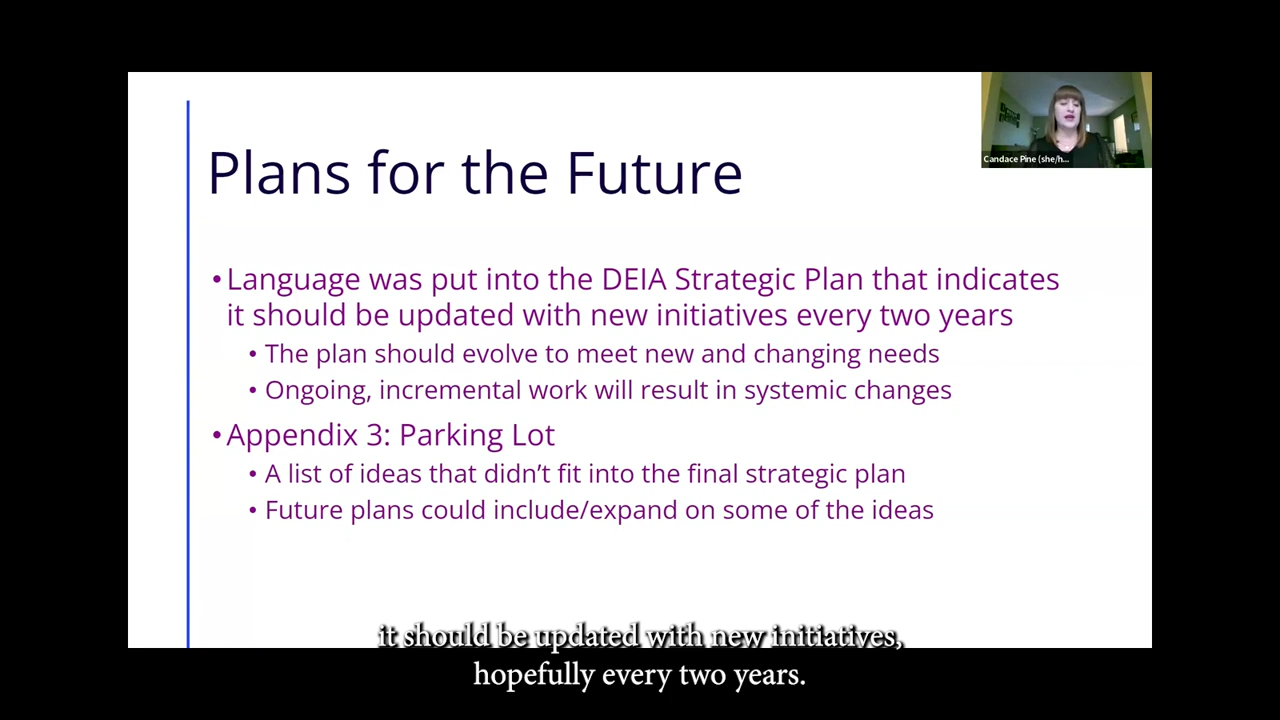 Candace Pine (she/h...
Plans for the Future
• Language was put into the DEIA Strategic Plan that indicates
it should be updated with new initiatives every two years
• The plan should evolve to meet new and changing needs
• Ongoing, incremental work will result in systemic changes
• Appendix 3: Parking Lot
• A list of ideas that didn’t fit into the final strategic plan
• Future plans could include/expand on some of the ideas
it should be updated with new initiatives,
hopefully every two years.